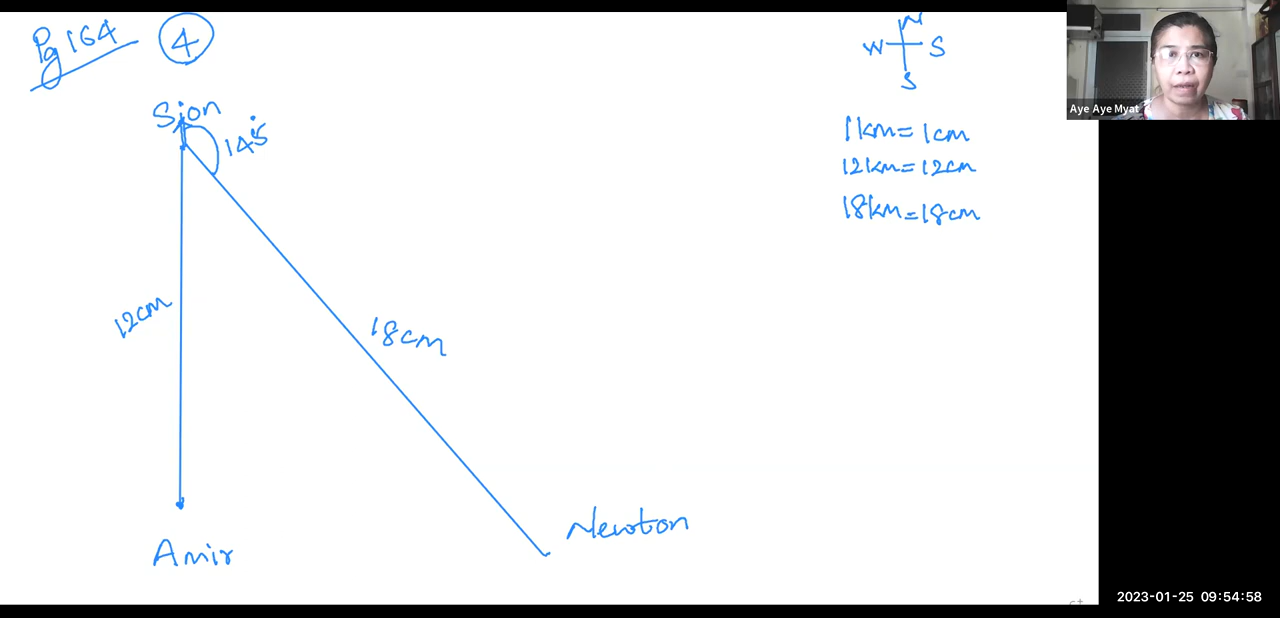 Pg 164
4
N
W S
S
Sion
145°
1km = 1cm
12km = 12cm
18km = 18cm
12cm
18cm
Newton
Amir
Aye Aye Myat
2023-01-25 09:54:58